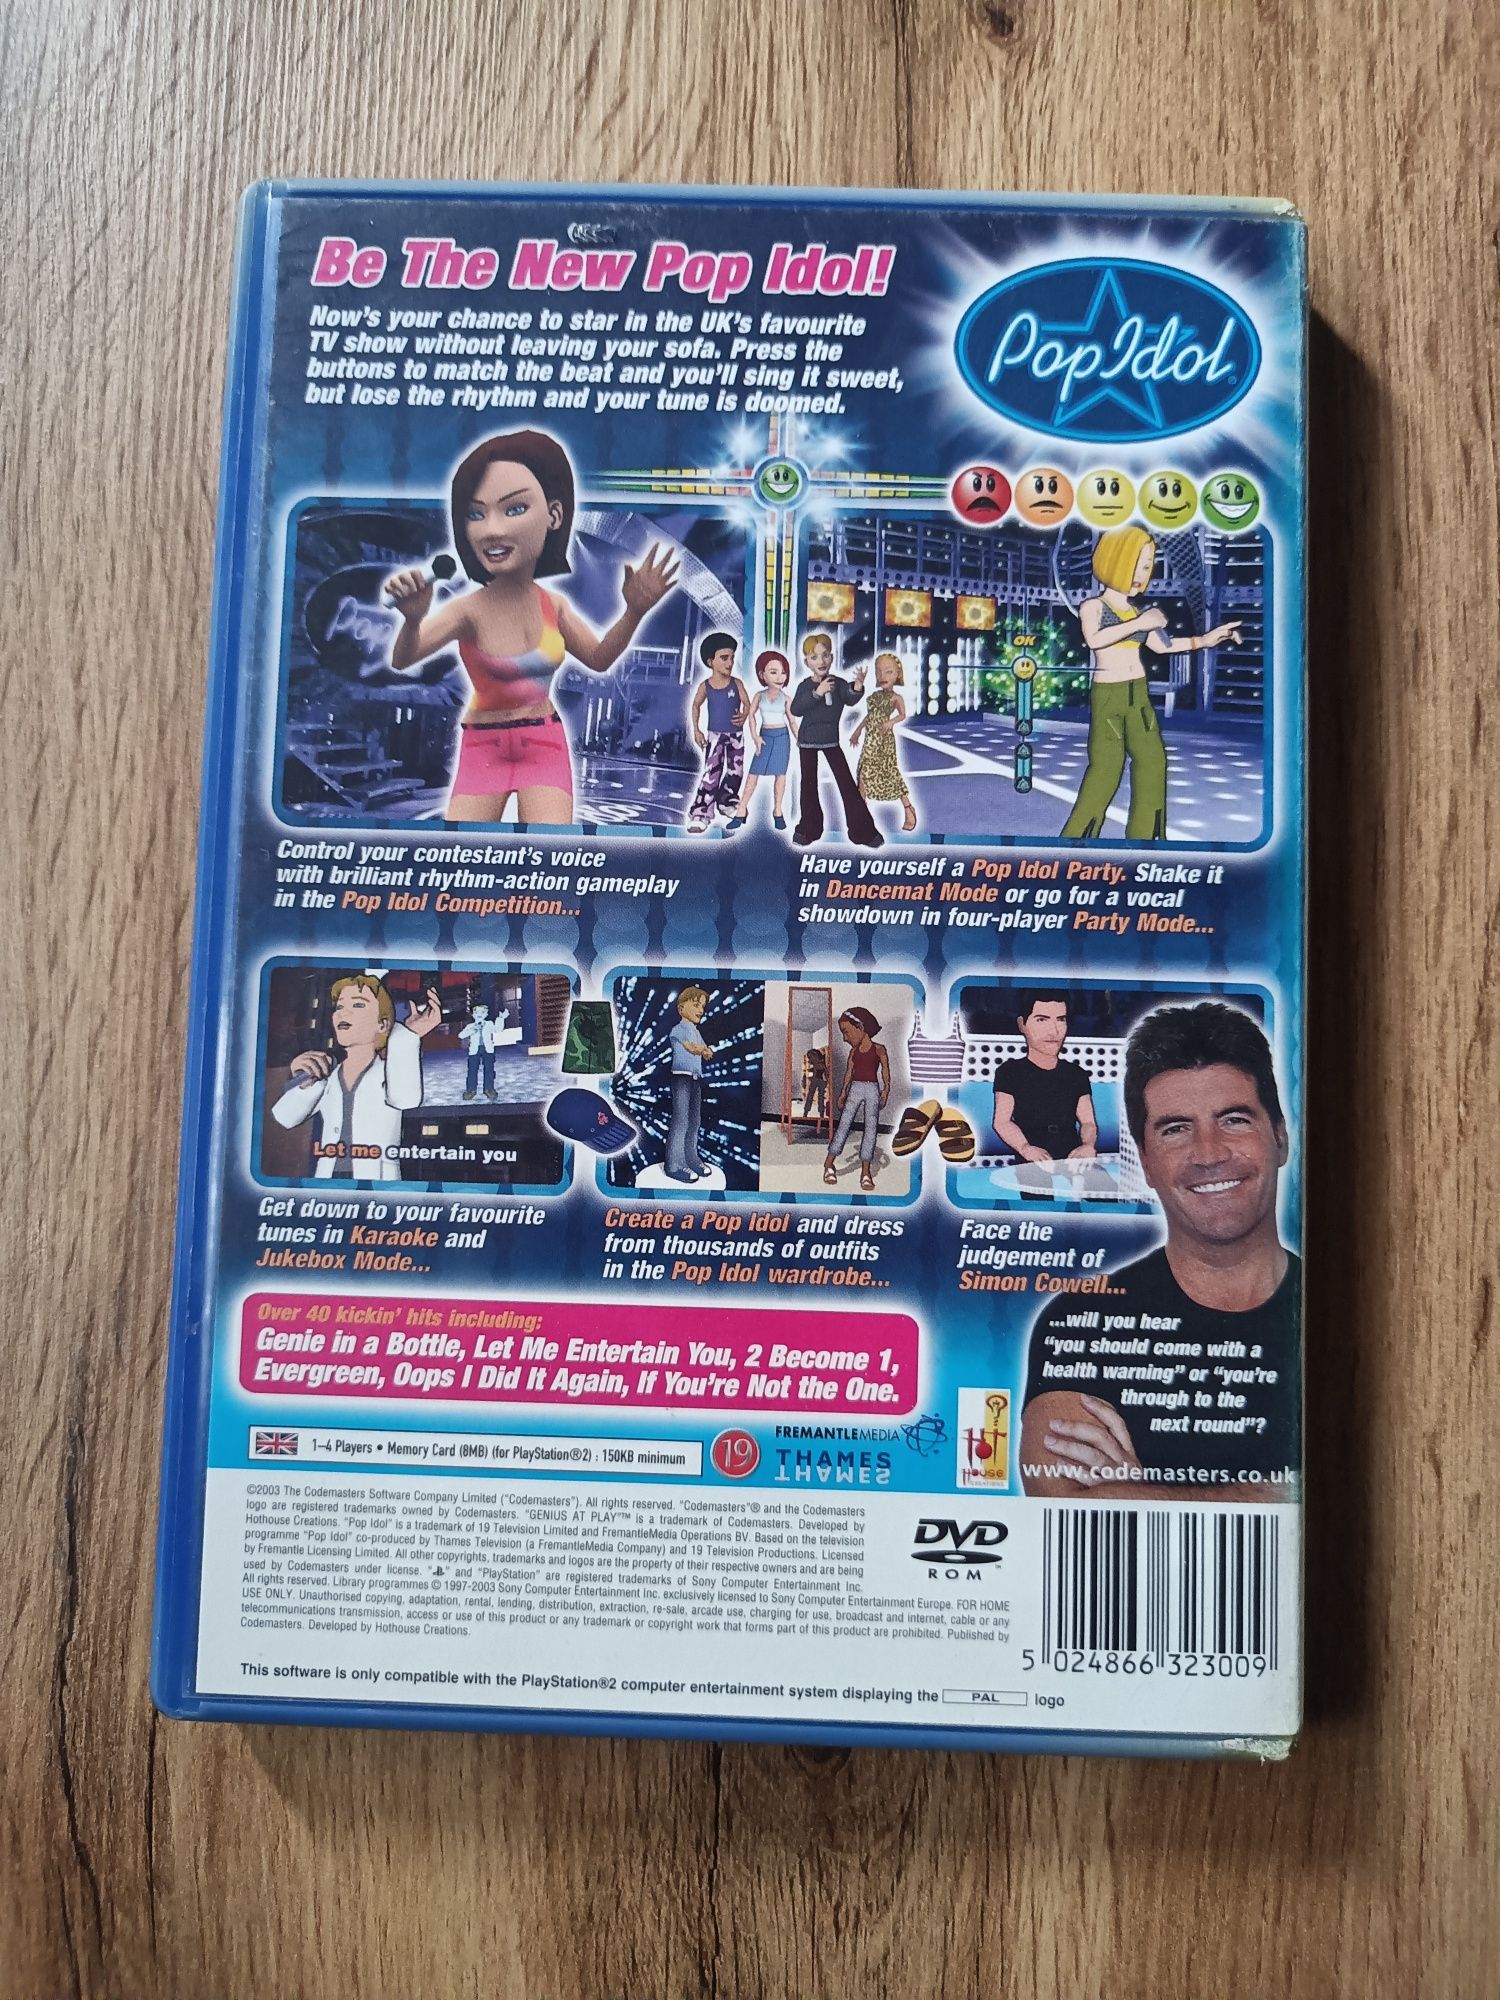 Be The New Pop Idol!
Now's your chance to star in the UK's favourite
TV show without leaving your sofa. Press the
buttons to match the beat and you'll sing it sweet,
but lose the rhythm and your tune is doomed.
Pop Idol
Pop
OK
Control your contestant's voice
with brilliant rhythm-action gameplay
in the Pop Idol Competition...
Have yourself a Pop Idol Party. Shake it
in Dancemat Mode or go for a vocal
showdown in four-player Party Mode...
Let me entertain you
Get down to your favourite
tunes in Karaoke and
Jukebox Mode...
Create a Pop Idol and dress
from thousands of outfits
in the Pop Idol wardrobe...
Face the
judgement of
Simon Cowell...
...will you hear
"you should come with a
health warning" or "you're
through to the
next round"?
Over 40 kickin' hits including:
Genie in a Bottle, Let Me Entertain You, 2 Become 1,
Evergreen, Oops I Did It Again, If You're Not the One.
1–4 Players • Memory Card (8MB) (for PlayStation®2) : 150KB minimum
19
FREMANTLEMEDIA
THAMES
HotHouse
CREATIONS
www.codemasters.co.uk
©2003 The Codemasters Software Company Limited ("Codemasters"). All rights reserved. "Codemasters"® and the Codemasters
logo are registered trademarks owned by Codemasters. "GENIUS AT PLAY"™ is a trademark of Codemasters. Developed by
Hothouse Creations. "Pop Idol" is a trademark of 19 Television Limited and FremantleMedia Operations BV. Based on the television
programme "Pop Idol" co-produced by Thames Television (a FremantleMedia Company) and 19 Television Productions. Licensed
by Fremantle Licensing Limited. All other copyrights, trademarks and logos are the property of their respective owners and are being
used by Codemasters under license. "PS" and "PlayStation" are registered trademarks of Sony Computer Entertainment Inc.
All rights reserved. Library programmes © 1997-2003 Sony Computer Entertainment Inc. exclusively licensed to Sony Computer Entertainment Europe. FOR HOME
USE ONLY. Unauthorised copying, adaptation, rental, lending, distribution, extraction, re-sale, arcade use, charging for use, broadcast and internet, cable or any
telecommunications transmission, access or use of this product or any trademark or copyright work that forms part of this product are prohibited. Published by
Codemasters. Developed by Hothouse Creations.
DVD
ROM
5 024866 323009
This software is only compatible with the PlayStation®2 computer entertainment system displaying the PAL logo